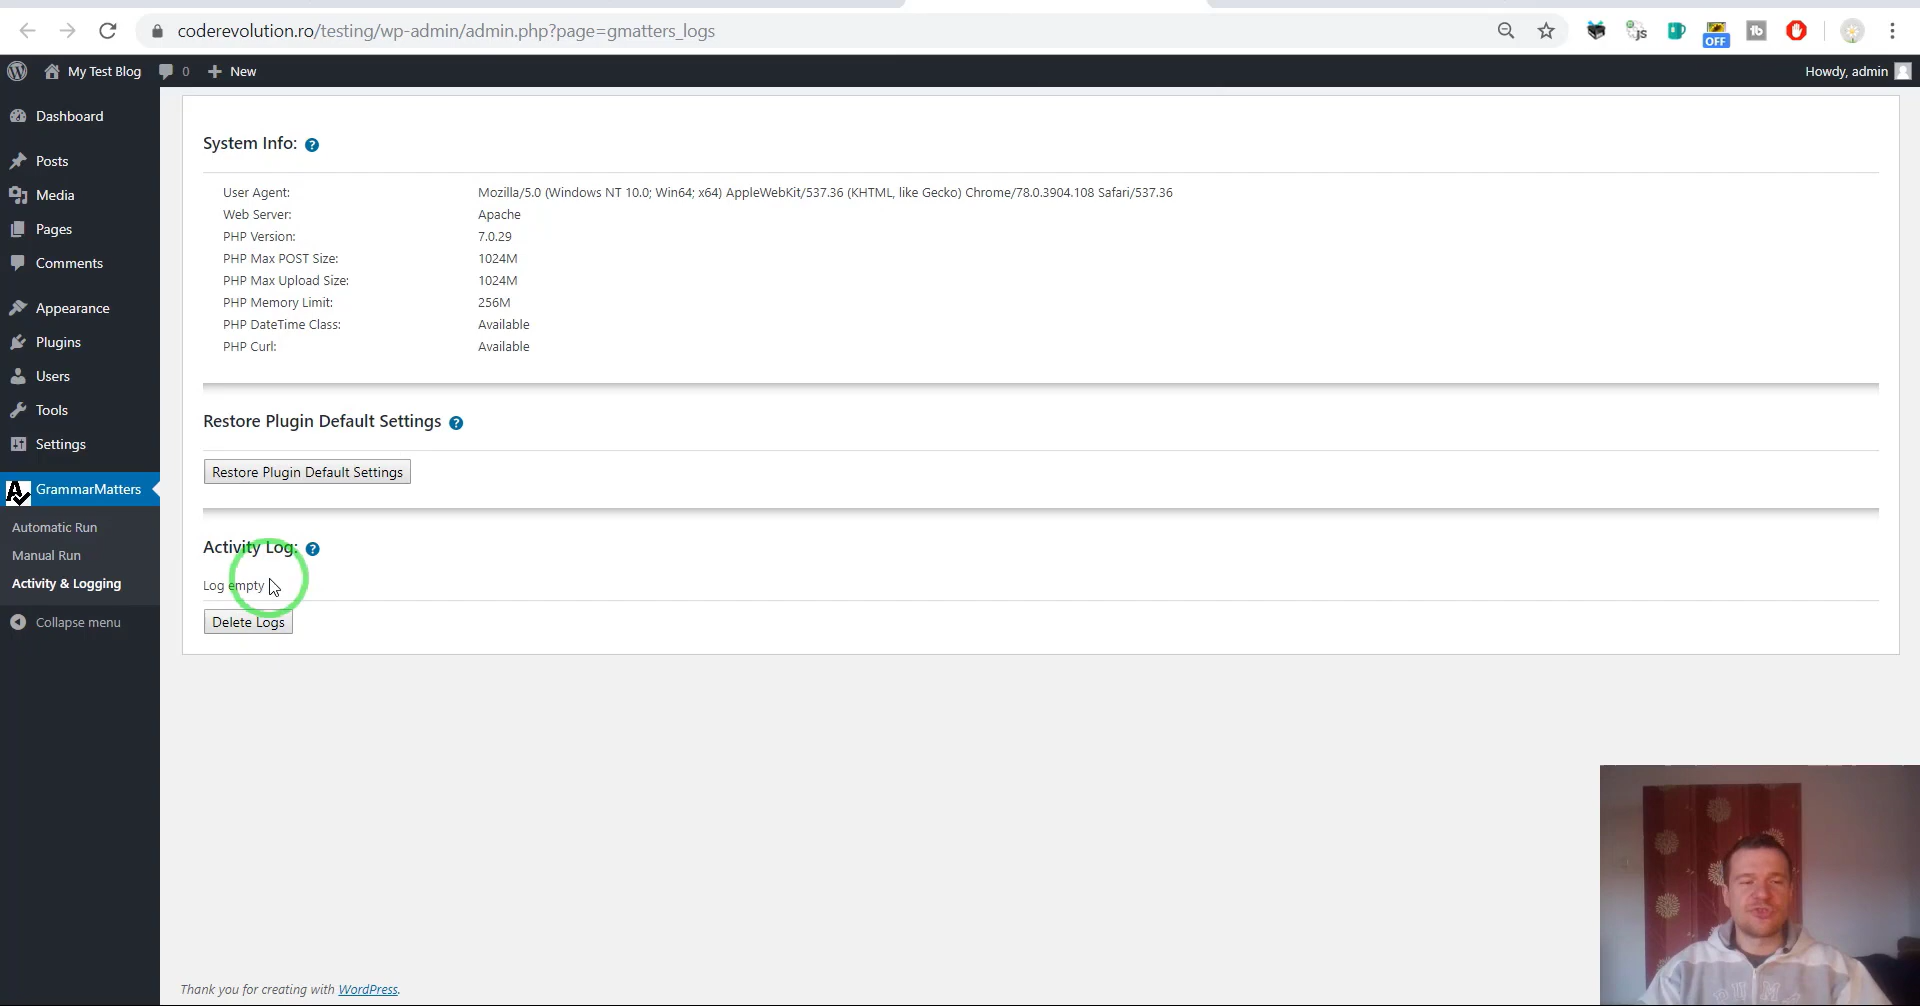 coderevolution.ro/testing/wp-admin/admin.php?page=gmatters_logs
js
OFF
My Test Blog
0
New
Howdy, admin
Dashboard
Posts
Media
Pages
Comments
Appearance
Plugins
Users
Tools
Settings
GrammarMatters
Automatic Run
Manual Run
Activity & Logging
Collapse menu
System Info: ?
User Agent: Mozilla/5.0 (Windows NT 10.0; Win64; x64) AppleWebKit/537.36 (KHTML, like Gecko) Chrome/78.0.3904.108 Safari/537.36
Web Server: Apache
PHP Version: 7.0.29
PHP Max POST Size: 1024M
PHP Max Upload Size: 1024M
PHP Memory Limit: 256M
PHP DateTime Class: Available
PHP Curl: Available
Restore Plugin Default Settings ?
Restore Plugin Default Settings
Activity Log: ?
Log empty
Delete Logs
Thank you for creating with WordPress.